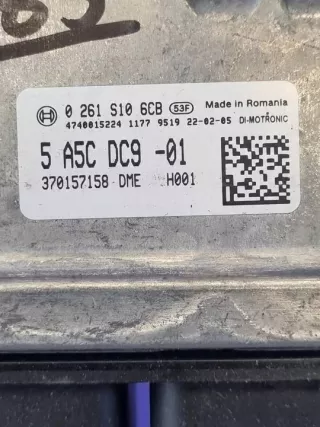 0 261 S10 6CB 53F Made in Romania
4740015224 1177 9519 22-02-05 DI-MOTRONIC
5 A5C DC9 -01
370157158 DME H001